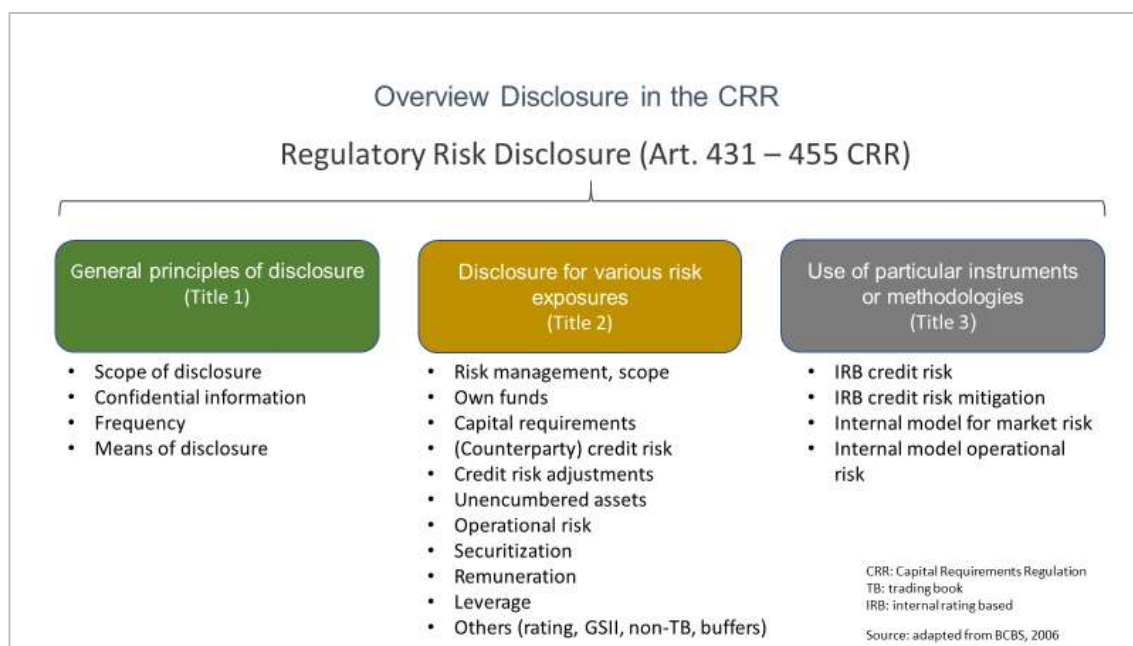 Overview Disclosure in the CRR
Regulatory Risk Disclosure (Art. 431 – 455 CRR)
General principles of disclosure
(Title 1)
• Scope of disclosure
• Confidential information
• Frequency
• Means of disclosure
Disclosure for various risk
exposures
(Title 2)
• Risk management, scope
• Own funds
• Capital requirements
• (Counterparty) credit risk
• Credit risk adjustments
• Unencumbered assets
• Operational risk
• Securitization
• Remuneration
• Leverage
• Others (rating, GSII, non-TB, buffers)
Use of particular instruments
or methodologies
(Title 3)
• IRB credit risk
• IRB credit risk mitigation
• Internal model for market risk
• Internal model operational
risk
CRR: Capital Requirements Regulation
TB: trading book
IRB: internal rating based
Source: adapted from BCBS, 2006